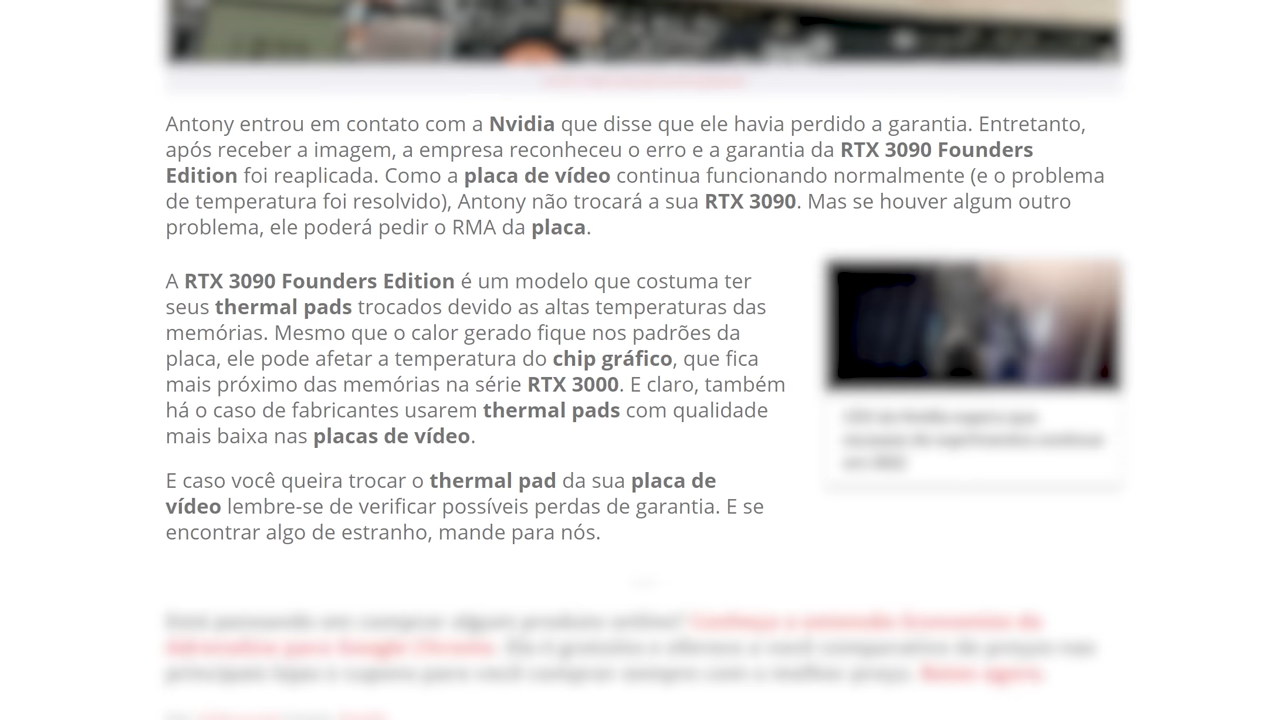 Antony entrou em contato com a Nvidia que disse que ele havia perdido a garantia. Entretanto,
após receber a imagem, a empresa reconheceu o erro e a garantia da RTX 3090 Founders
Edition foi reaplicada. Como a placa de vídeo continua funcionando normalmente (e o problema
de temperatura foi resolvido), Antony não trocará a sua RTX 3090. Mas se houver algum outro
problema, ele poderá pedir o RMA da placa.
A RTX 3090 Founders Edition é um modelo que costuma ter
seus thermal pads trocados devido as altas temperaturas das
memórias. Mesmo que o calor gerado fique nos padrões da
placa, ele pode afetar a temperatura do chip gráfico, que fica
mais próximo das memórias na série RTX 3000. E claro, também
há o caso de fabricantes usarem thermal pads com qualidade
mais baixa nas placas de vídeo.
E caso você queira trocar o thermal pad da sua placa de
vídeo lembre-se de verificar possíveis perdas de garantia. E se
encontrar algo de estranho, mande para nós.